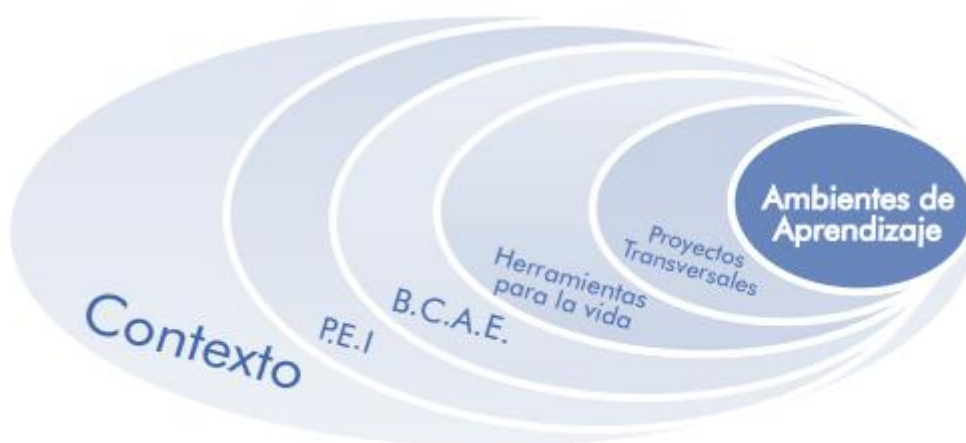 Contexto
P.E.I
B.C.A.E.
Herramientas
para la vida
Proyectos
Transversales
Ambientes de
Aprendizaje